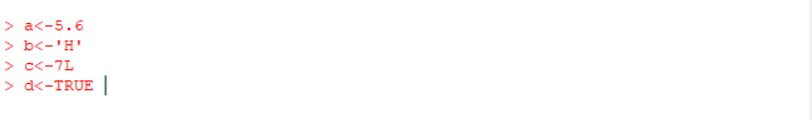 > a<-5.6
> b<-'H'
> c<-7L
> d<-TRUE